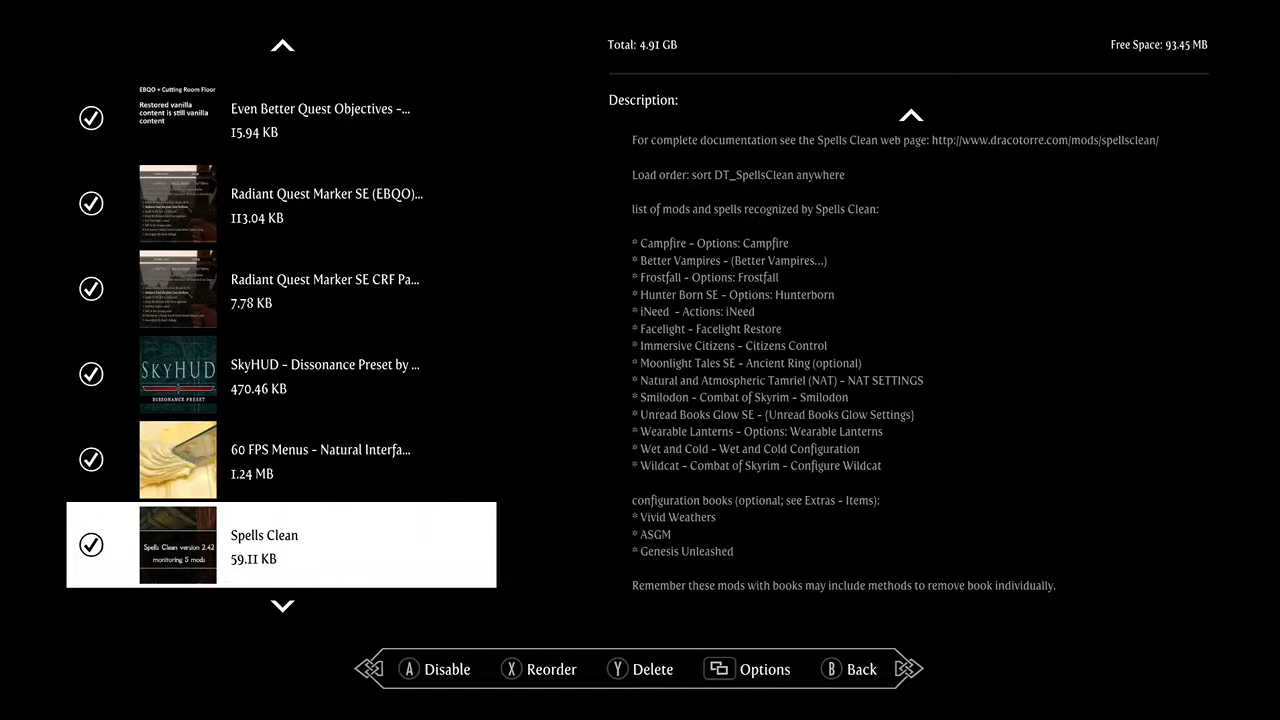 Total: 4.91 GB
Free Space: 93.45 MB
EBQO + Cutting Room Floor
Restored vanilla
content is still vanilla
content
Even Better Quest Objectives -...
15.94 KB
Radiant Quest Marker SE (EBQO)...
113.04 KB
Radiant Quest Marker SE CRF Pa...
7.78 KB
SKYHUD
DISSONANCE PRESET
SkyHUD - Dissonance Preset by ...
470.46 KB
60 FPS Menus - Natural Interfa...
1.24 MB
Spells Clean version 2.42
monitoring 5 mods
Spells Clean
59.11 KB
Description:
For complete documentation see the Spells Clean web page: http://www.dracotorre.com/mods/spellsclean/
Load order: sort DT_SpellsClean anywhere
list of mods and spells recognized by Spells Clean:
* Campfire - Options: Campfire
* Better Vampires - (Better Vampires...)
* Frostfall - Options: Frostfall
* Hunter Born SE - Options: Hunterborn
* iNeed - Actions: iNeed
* Facelight - Facelight Restore
* Immersive Citizens - Citizens Control
* Moonlight Tales SE - Ancient Ring (optional)
* Natural and Atmospheric Tamriel (NAT) - NAT SETTINGS
* Smilodon - Combat of Skyrim - Smilodon
* Unread Books Glow SE - {Unread Books Glow Settings}
* Wearable Lanterns - Options: Wearable Lanterns
* Wet and Cold - Wet and Cold Configuration
* Wildcat - Combat of Skyrim - Configure Wildcat
configuration books (optional; see Extras - Items):
* Vivid Weathers
* ASGM
* Genesis Unleashed
Remember these mods with books may include methods to remove book individually.
A Disable X Reorder Y Delete Options B Back